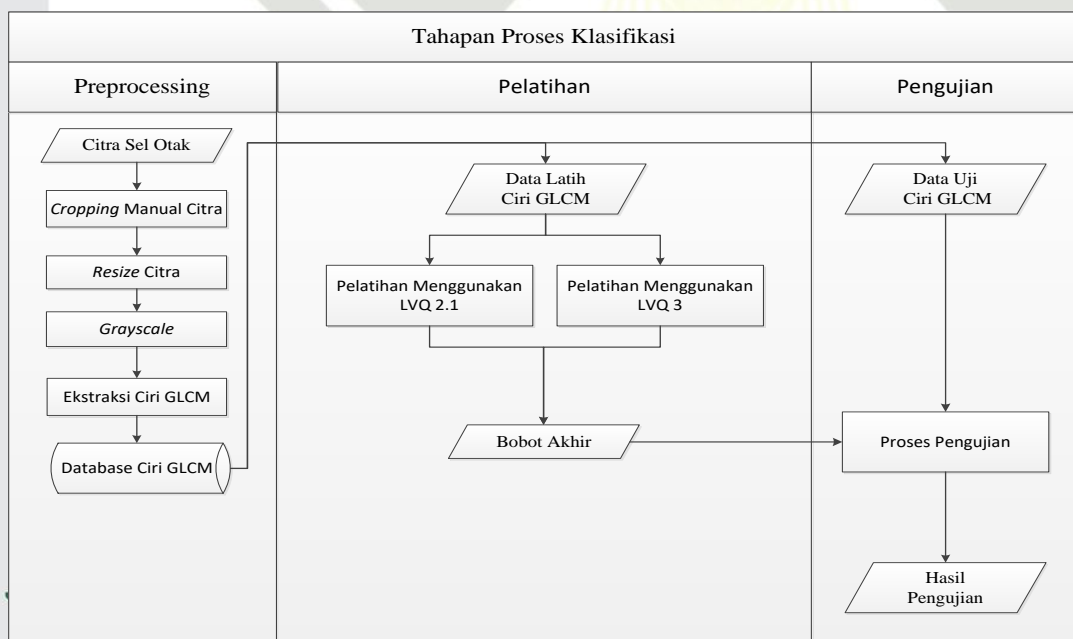 Tahapan Proses Klasifikasi
Preprocessing
Pelatihan
Pengujian
Citra Sel Otak
Cropping Manual Citra
Resize Citra
Grayscale
Ekstraksi Ciri GLCM
Database Ciri GLCM
Data Latih
Ciri GLCM
Pelatihan Menggunakan
LVQ 2.1
Pelatihan Menggunakan
LVQ 3
Bobot Akhir
Data Uji
Ciri GLCM
Proses Pengujian
Hasil
Pengujian